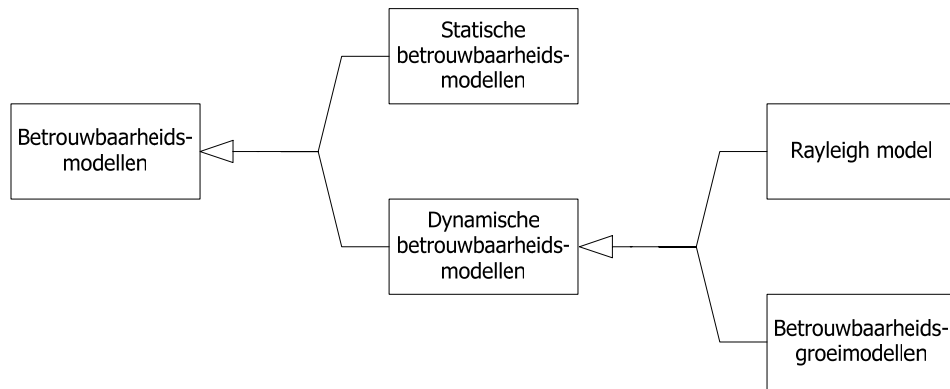 Betrouwbaarheids-
modellen
Statische
betrouwbaarheids-
modellen
Dynamische
betrouwbaarheids-
modellen
Rayleigh model
Betrouwbaarheids-
groeimodellen